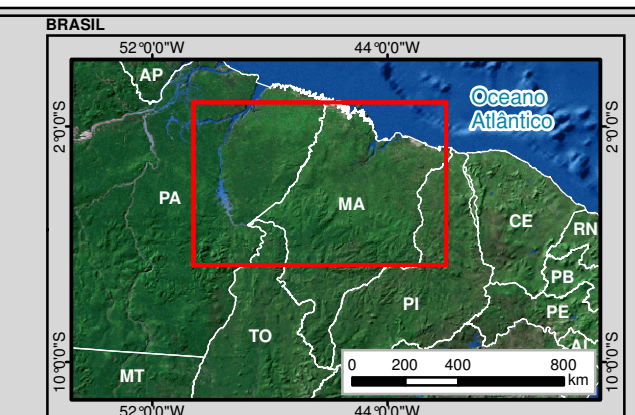 BRASIL
52°0'0"W 44°0'0"W
AP
Oceano
Atlântico
2°0'0"S 2°0'0"S
PA MA CE RN
PB
PI PE
TO AL
MT
0 200 400 800
km
10°0'0"S 10°0'0"S
52°0'0"W 44°0'0"W